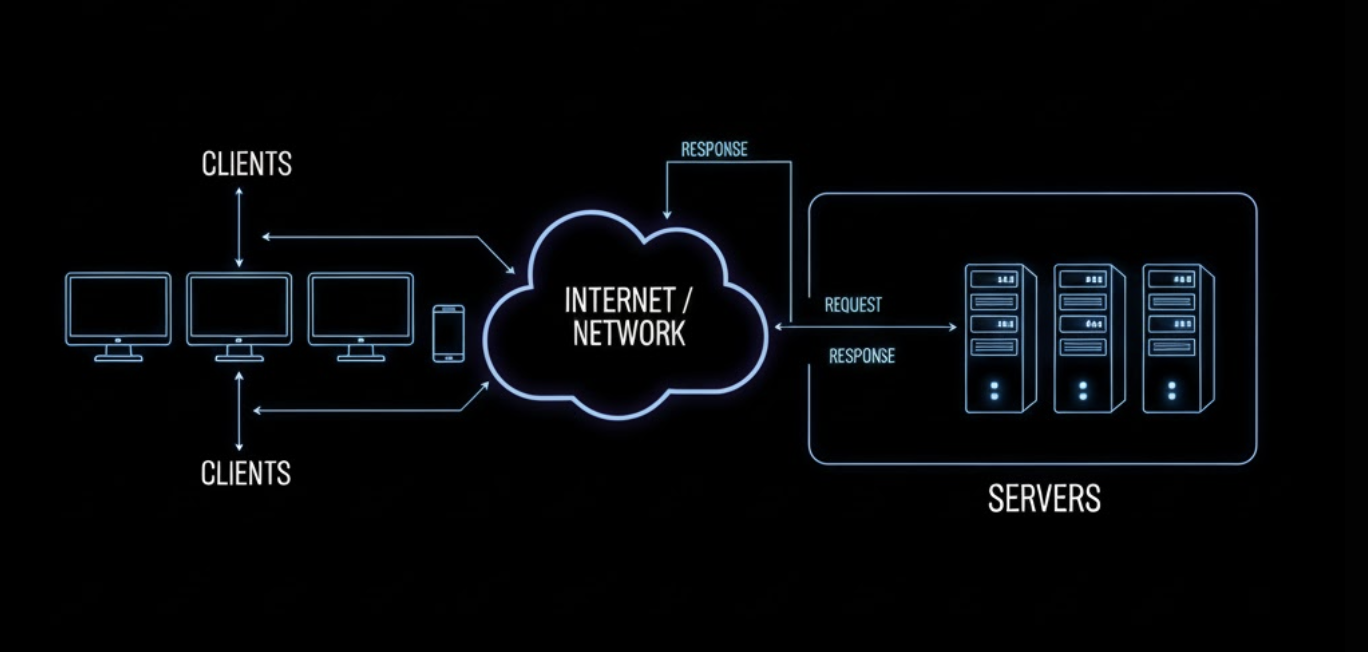 CLIENTS
RESPONSE
INTERNET /
NETWORK
REQUEST
RESPONSE
CLIENTS
SERVERS